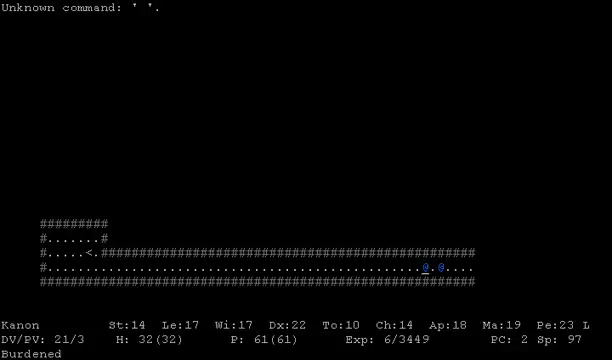 Unknown command: ' '.
#########
#.......#
#.....<.#################################################
#.................................................@.@....
#########################################################
Kanon St:14 Le:17 Wi:17 Dx:22 To:10 Ch:14 Ap:18 Ma:19 Pe:23 L
DV/PV: 21/3 H: 32(32) P: 61(61) Exp: 6/3449 PC: 2 Sp: 97
Burdened